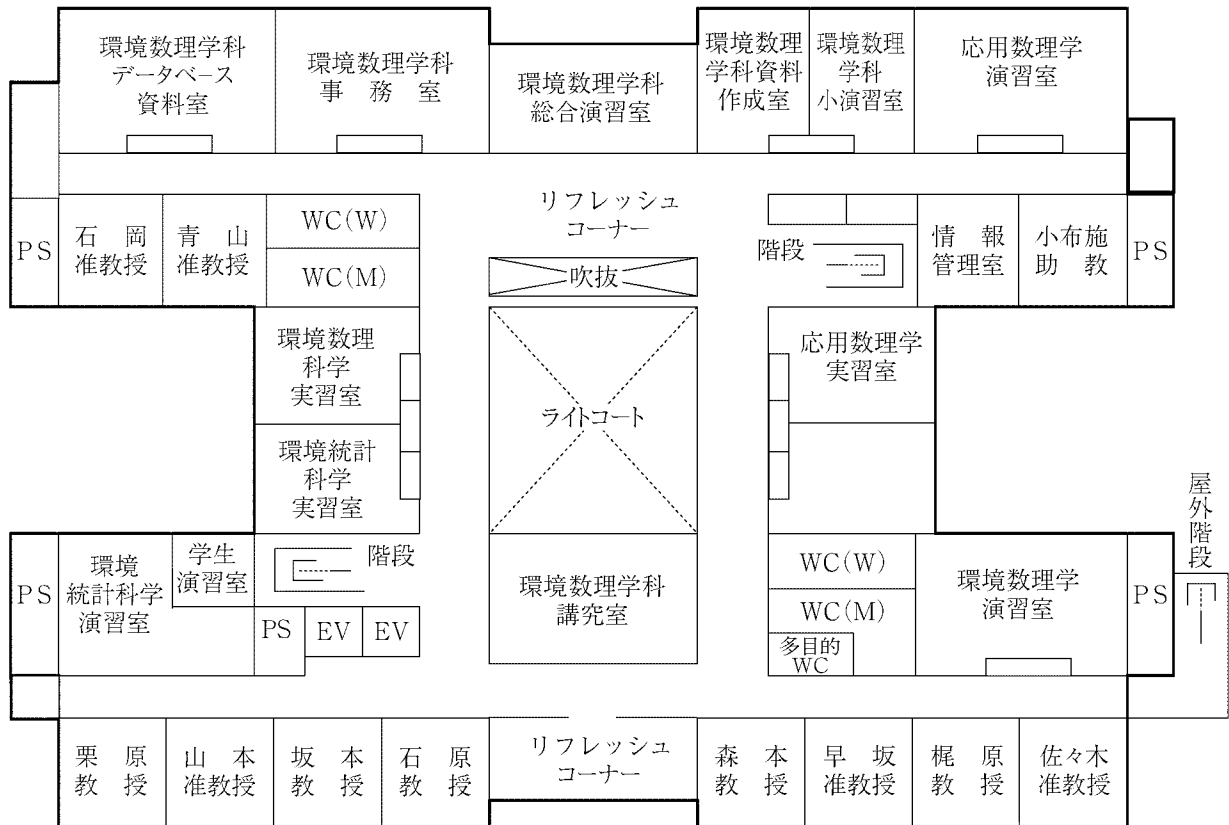 環境数理学科
データベース
資料室
環境数理学科
事務室
環境数理学科
総合演習室
環境数理
学科資料
作成室
環境数理
学科
小演習室
応用数理学
演習室
リフレッシュ
コーナー
PS
石岡
准教授
青山
准教授
WC(W)
WC(M)
吹抜
階段
情報
管理室
小布施
助教
PS
環境数理
科学
実習室
環境統計
科学
実習室
ライトコート
応用数理学
実習室
屋外階段
PS
環境
統計科学
演習室
学生
演習室
階段
PS
EV
EV
環境数理学科
講究室
WC(W)
WC(M)
多目的
WC
環境数理学
演習室
PS
栗原
教授
山本
准教授
坂本
教授
石原
教授
リフレッシュ
コーナー
森本
教授
早坂
准教授
梶原
教授
佐々木
准教授